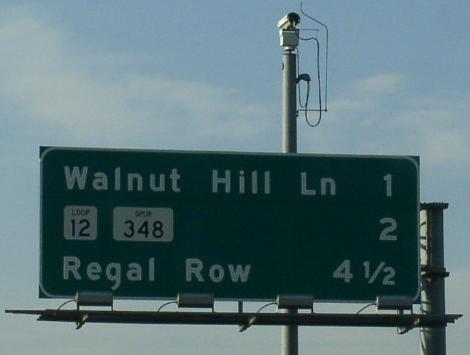 Walnut Hill Ln 1
LOOP 12 SPUR 348 2
Regal Row 4 1/2